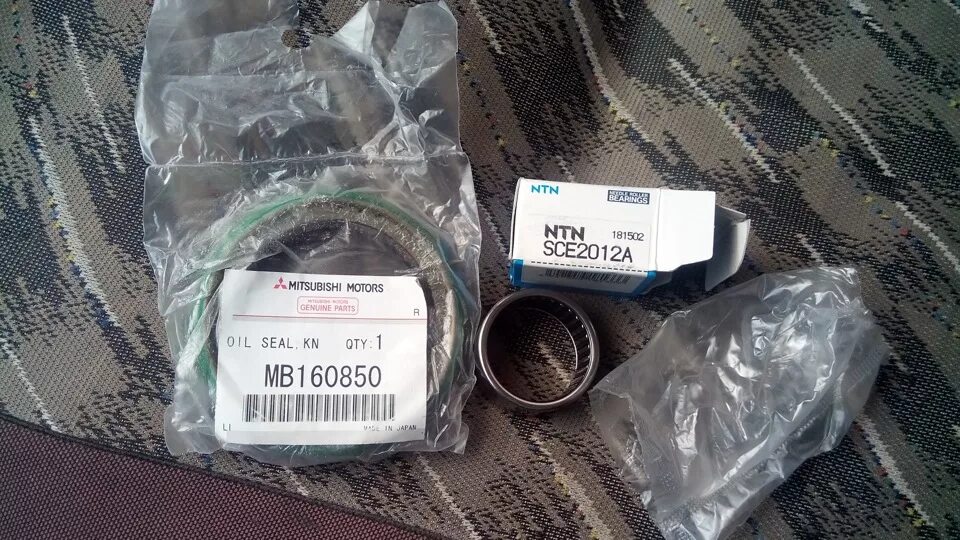 MITSUBISHI MOTORS
MITSUBISHI MOTORS
GENUINE PARTS
R
OIL SEAL, KN QTY:1
MB160850
LI MADE IN JAPAN
NTN
NEEDLE ROLLER
BEARINGS
NTN 181502
SCE2012A